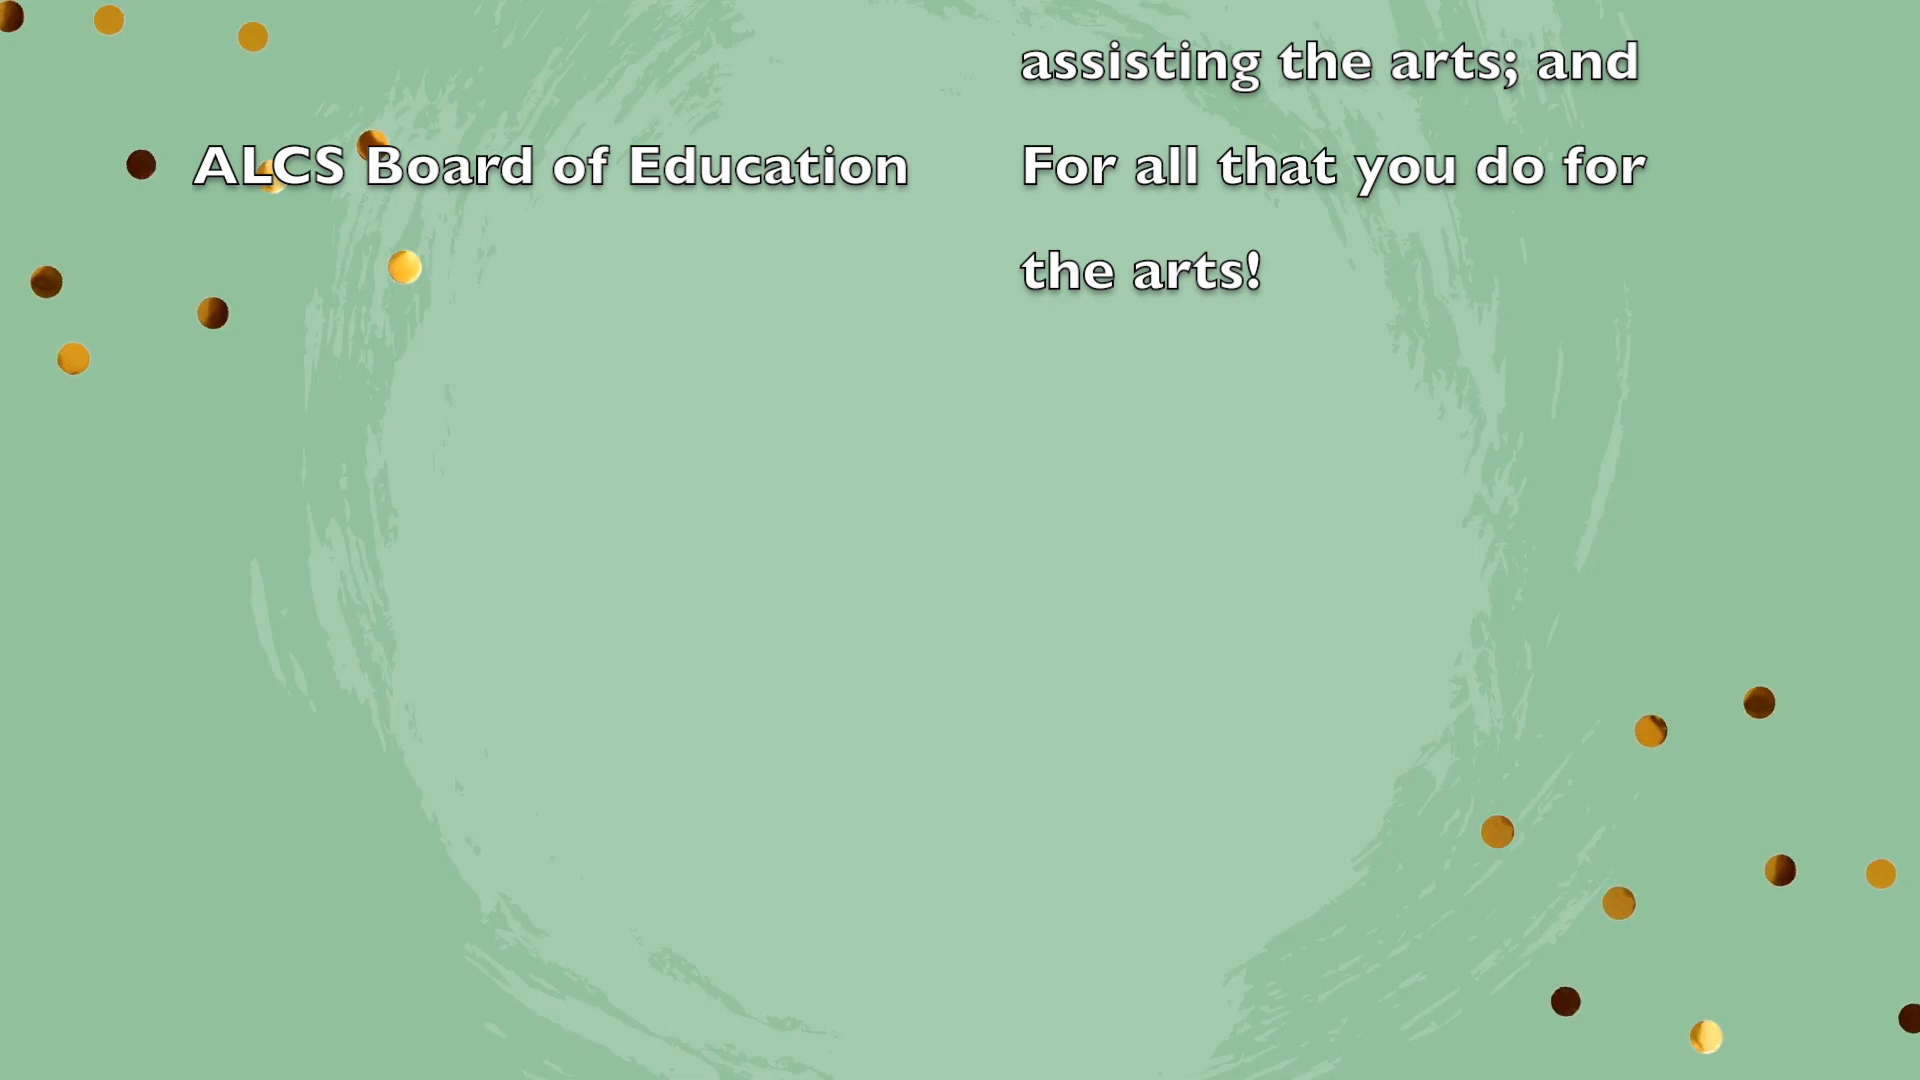 assisting the arts; and
ALCS Board of Education For all that you do for
the arts!